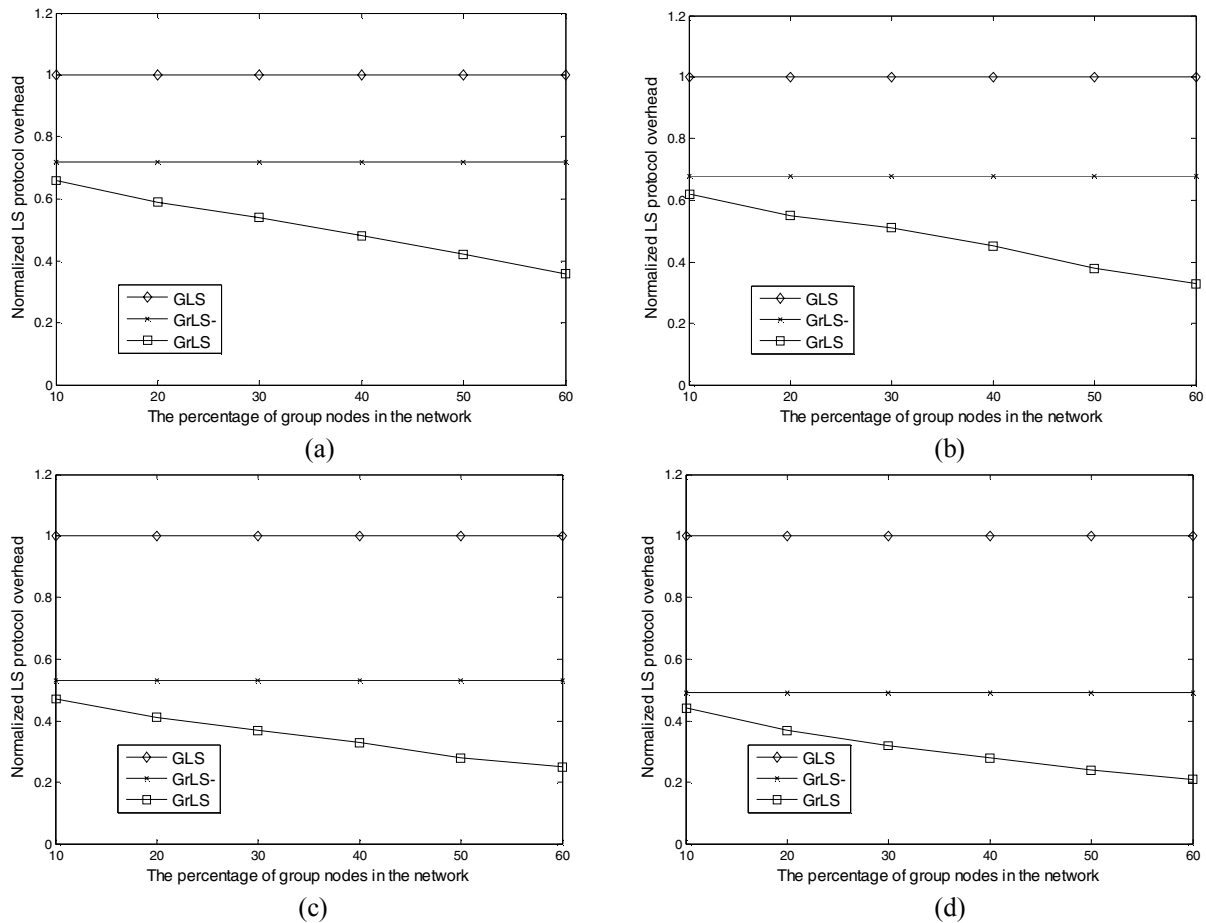 1.2
1
0.8
0.6
0.4
0.2
0
Normalized LS protocol overhead
GLS
GrLS-
GrLS
10 20 30 40 50 60
The percentage of group nodes in the network
(a)
1.2
1
0.8
0.6
0.4
0.2
0
Normalized LS protocol overhead
GLS
GrLS-
GrLS
10 20 30 40 50 60
The percentage of group nodes in the network
(b)
1.2
1
0.8
0.6
0.4
0.2
0
Normalized LS protocol overhead
GLS
GrLS-
GrLS
10 20 30 40 50 60
The percentage of group nodes in the network
(c)
1.2
1
0.8
0.6
0.4
0.2
0
Normalized LS protocol overhead
GLS
GrLS-
GrLS
10 20 30 40 50 60
The percentage of group nodes in the network
(d)